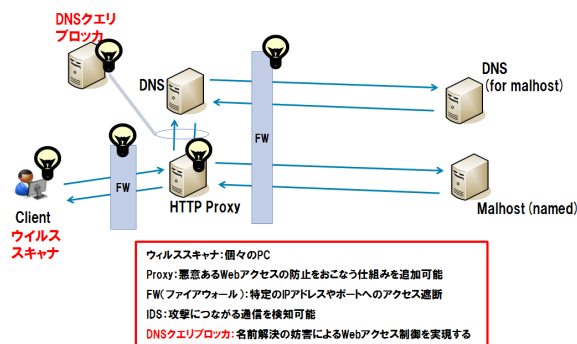 DNSクエリ
ブロッカ
DNS
DNS
(for malhost)
FW
FW
HTTP Proxy
Malhost (named)
Client
ウイルス
スキャナ
ウィルススキャナ:個々のPC
Proxy:悪意あるWebアクセスの防止をおこなう仕組みを追加可能
FW(ファイアウォール):特定のIPアドレスやポートへのアクセス遮断
IDS:攻撃につながる通信を検知可能
DNSクエリブロッカ:名前解決の妨害によるWebアクセス制御を実現する